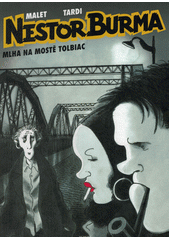 MALET TARDI
NESTOR BURMA
MLHA NA MOSTĚ TOLBIAC